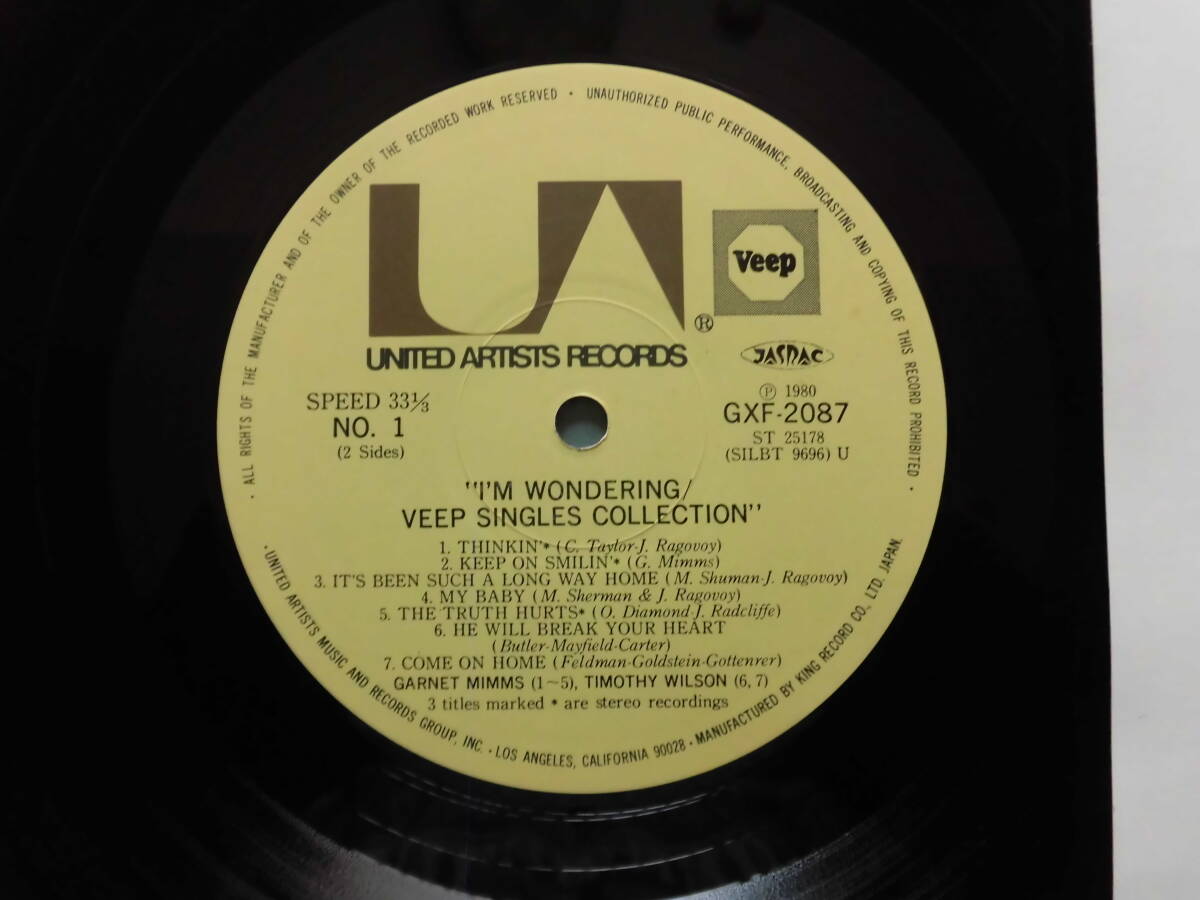 · ALL RIGHTS OF THE MANUFACTURER AND OF THE OWNER OF THE RECORDED WORK RESERVED · UNAUTHORIZED PUBLIC PERFORMANCE, BROADCASTING AND COPYING OF THIS RECORD PROHIBITED ·
UA
®
Veep
UNITED ARTISTS RECORDS
JASRAC
SPEED 33⅓
NO. 1
(2 Sides)
Ⓟ 1980
GXF-2087
ST 25178
(SILBT 9696) U
"I'M WONDERING/
VEEP SINGLES COLLECTION"
1. THINKIN'* (C. Taylor-J. Ragovoy)
2. KEEP ON SMILIN'* (G. Mimms)
3. IT'S BEEN SUCH A LONG WAY HOME (M. Shuman-J. Ragovoy)
4. MY BABY (M. Sherman & J. Ragovoy)
5. THE TRUTH HURTS* (O. Diamond-J. Radcliffe)
6. HE WILL BREAK YOUR HEART
(Butler-Mayfield-Carter)
7. COME ON HOME (Feldman-Goldstein-Gottenrer)
GARNET MIMMS (1~5), TIMOTHY WILSON (6, 7)
3 titles marked * are stereo recordings
· UNITED ARTISTS MUSIC AND RECORDS GROUP, INC. · LOS ANGELES, CALIFORNIA 90028 · MANUFACTURED BY KING RECORD CO., LTD. JAPAN.